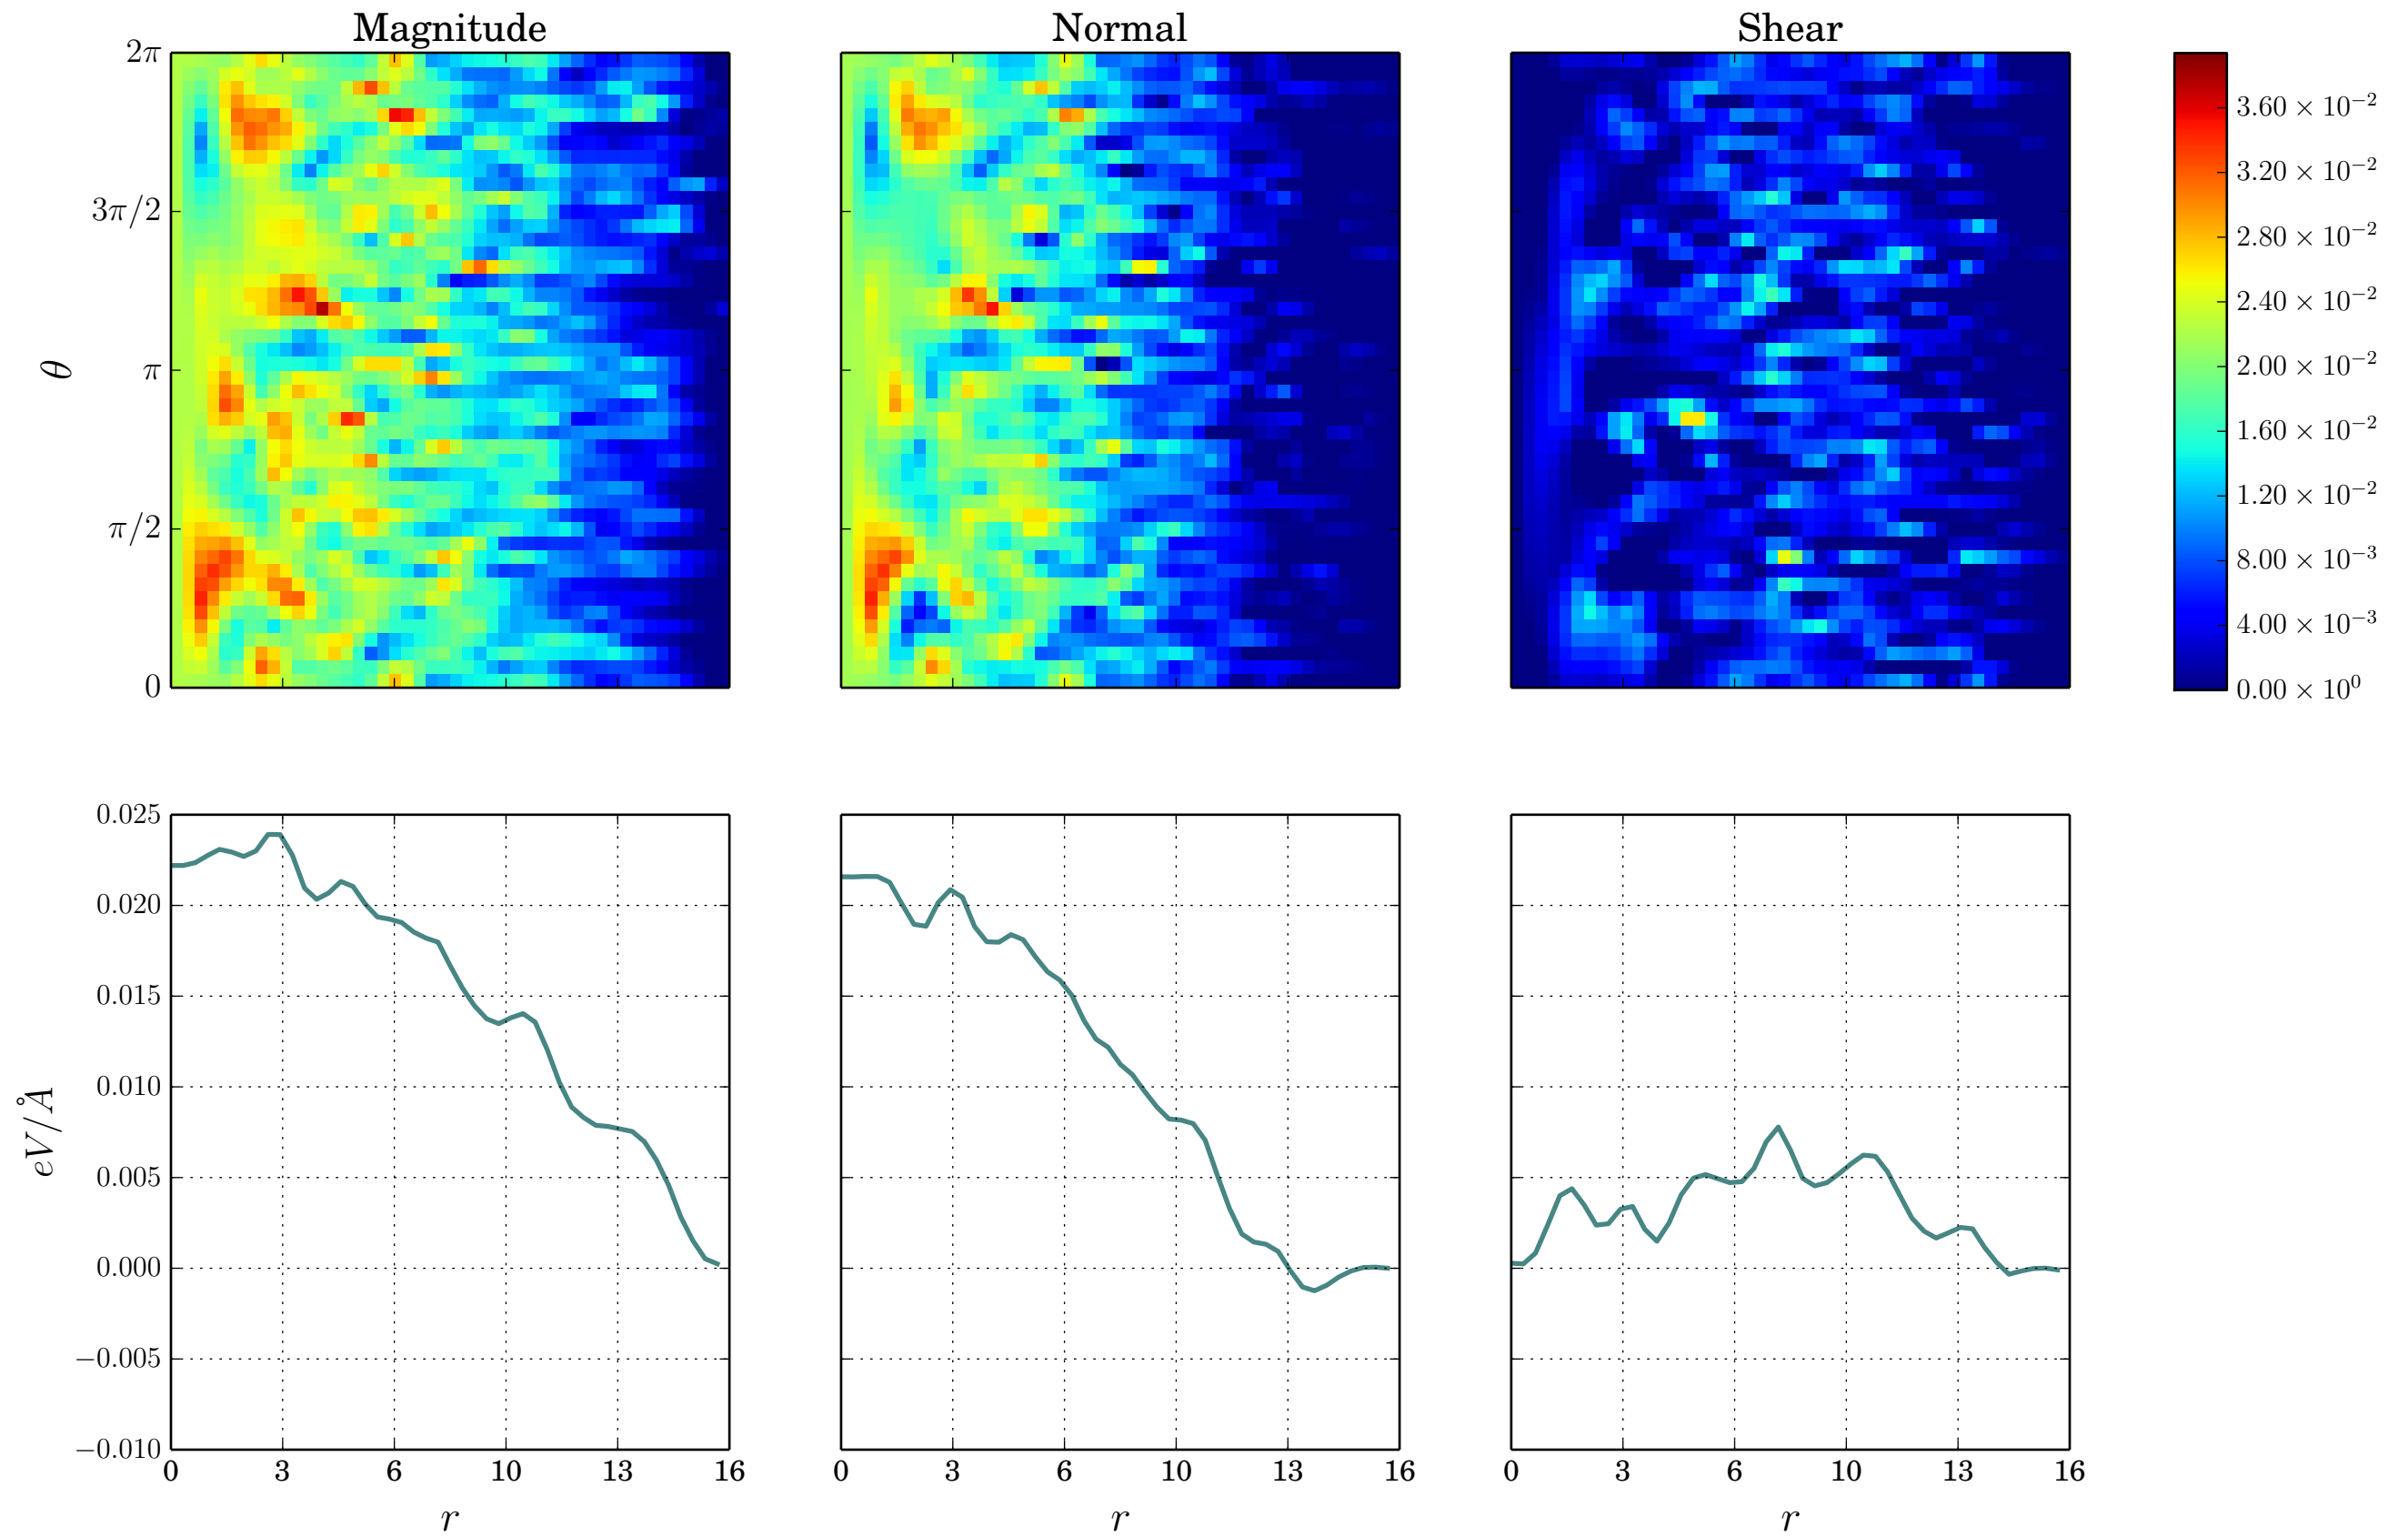 Magnitude Normal Shear
2π
3π/2
π
π/2
0
θ
3.60 × 10⁻²
3.20 × 10⁻²
2.80 × 10⁻²
2.40 × 10⁻²
2.00 × 10⁻²
1.60 × 10⁻²
1.20 × 10⁻²
8.00 × 10⁻³
4.00 × 10⁻³
0.00 × 10⁰
0.025
0.020
0.015
0.010
0.005
0.000
−0.005
−0.010
eV/Å
0 3 6 10 13 16
0 3 6 10 13 16
0 3 6 10 13 16
r r r